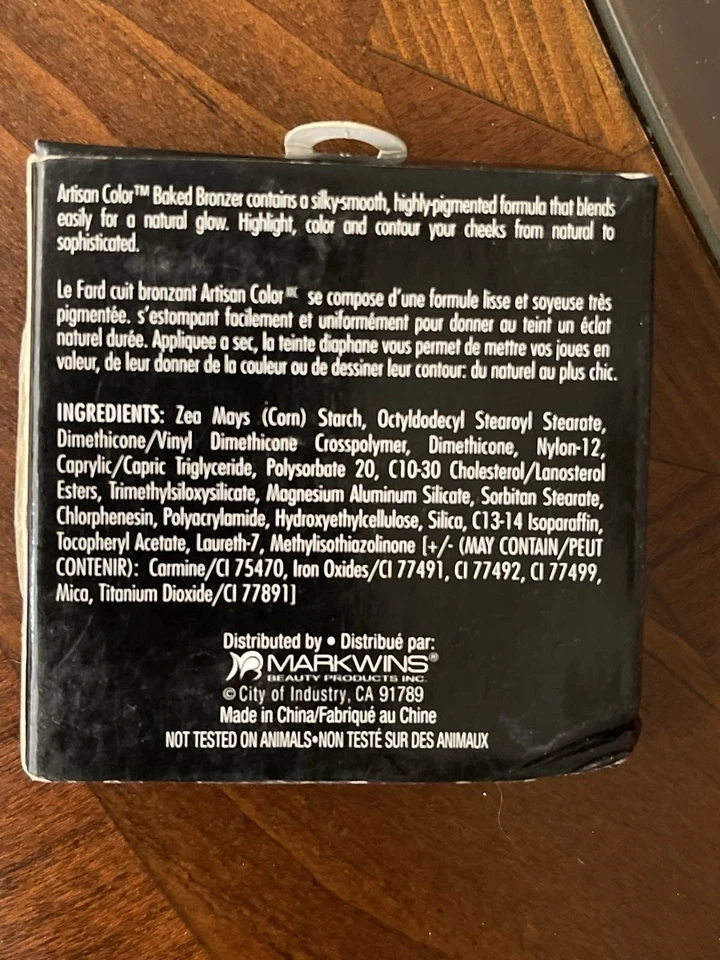 Artisan Color™ Baked Bronzer contains a silky-smooth, highly-pigmented formula that blends
easily for a natural glow. Highlight, color and contour your cheeks from natural to
sophisticated.
Le Fard cuit bronzant Artisan Color se compose d'une formule lisse et soyeuse très
pigmentée. s'estompant facilement et uniformément pour donner au teint un éclat
naturel durée. Appliquee a sec, la teinte diaphane vous permet de mettre vos joues en
valeur, de leur donner de la couleur ou de dessiner leur contour: du naturel au plus chic.
INGREDIENTS: Zea Mays (Corn) Starch, Octyldodecyl Stearoyl Stearate,
Dimethicone/Vinyl Dimethicone Crosspolymer, Dimethicone, Nylon-12,
Caprylic/Capric Triglyceride, Polysorbate 20, C10-30 Cholesterol/Lanosterol
Esters, Trimethylsiloxysilicate, Magnesium Aluminum Silicate, Sorbitan Stearate,
Chlorphenesin, Polyacrylamide, Hydroxyethylcellulose, Silica, C13-14 Isoparaffin,
Tocopheryl Acetate, Laureth-7, Methylisothiazolinone [+/- (MAY CONTAIN/PEUT
CONTENIR): Carmine/CI 75470, Iron Oxides/CI 77491, CI 77492, CI 77499,
Mica, Titanium Dioxide/CI 77891]
Distributed by • Distribué par:
MARKWINS®
BEAUTY PRODUCTS INC.
© City of Industry, CA 91789
Made in China/Fabriqué au Chine
NOT TESTED ON ANIMALS•NON TESTÉ SUR DES ANIMAUX